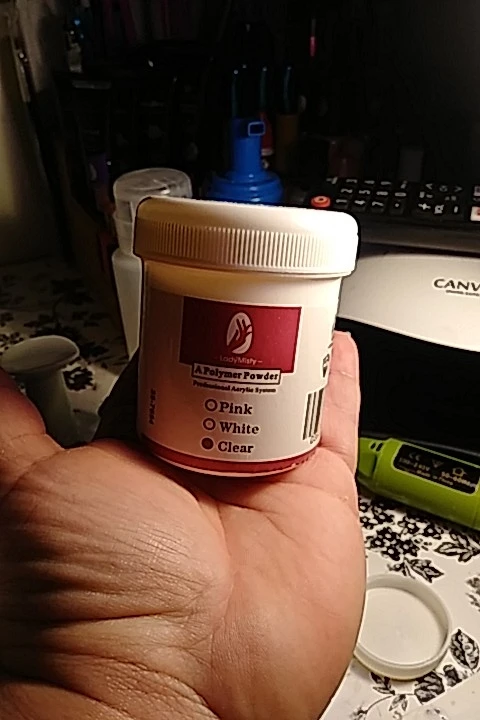 CANV
LadyMisty
A Polymer Powder
Professional Acrylic System
Pink
White
Clear